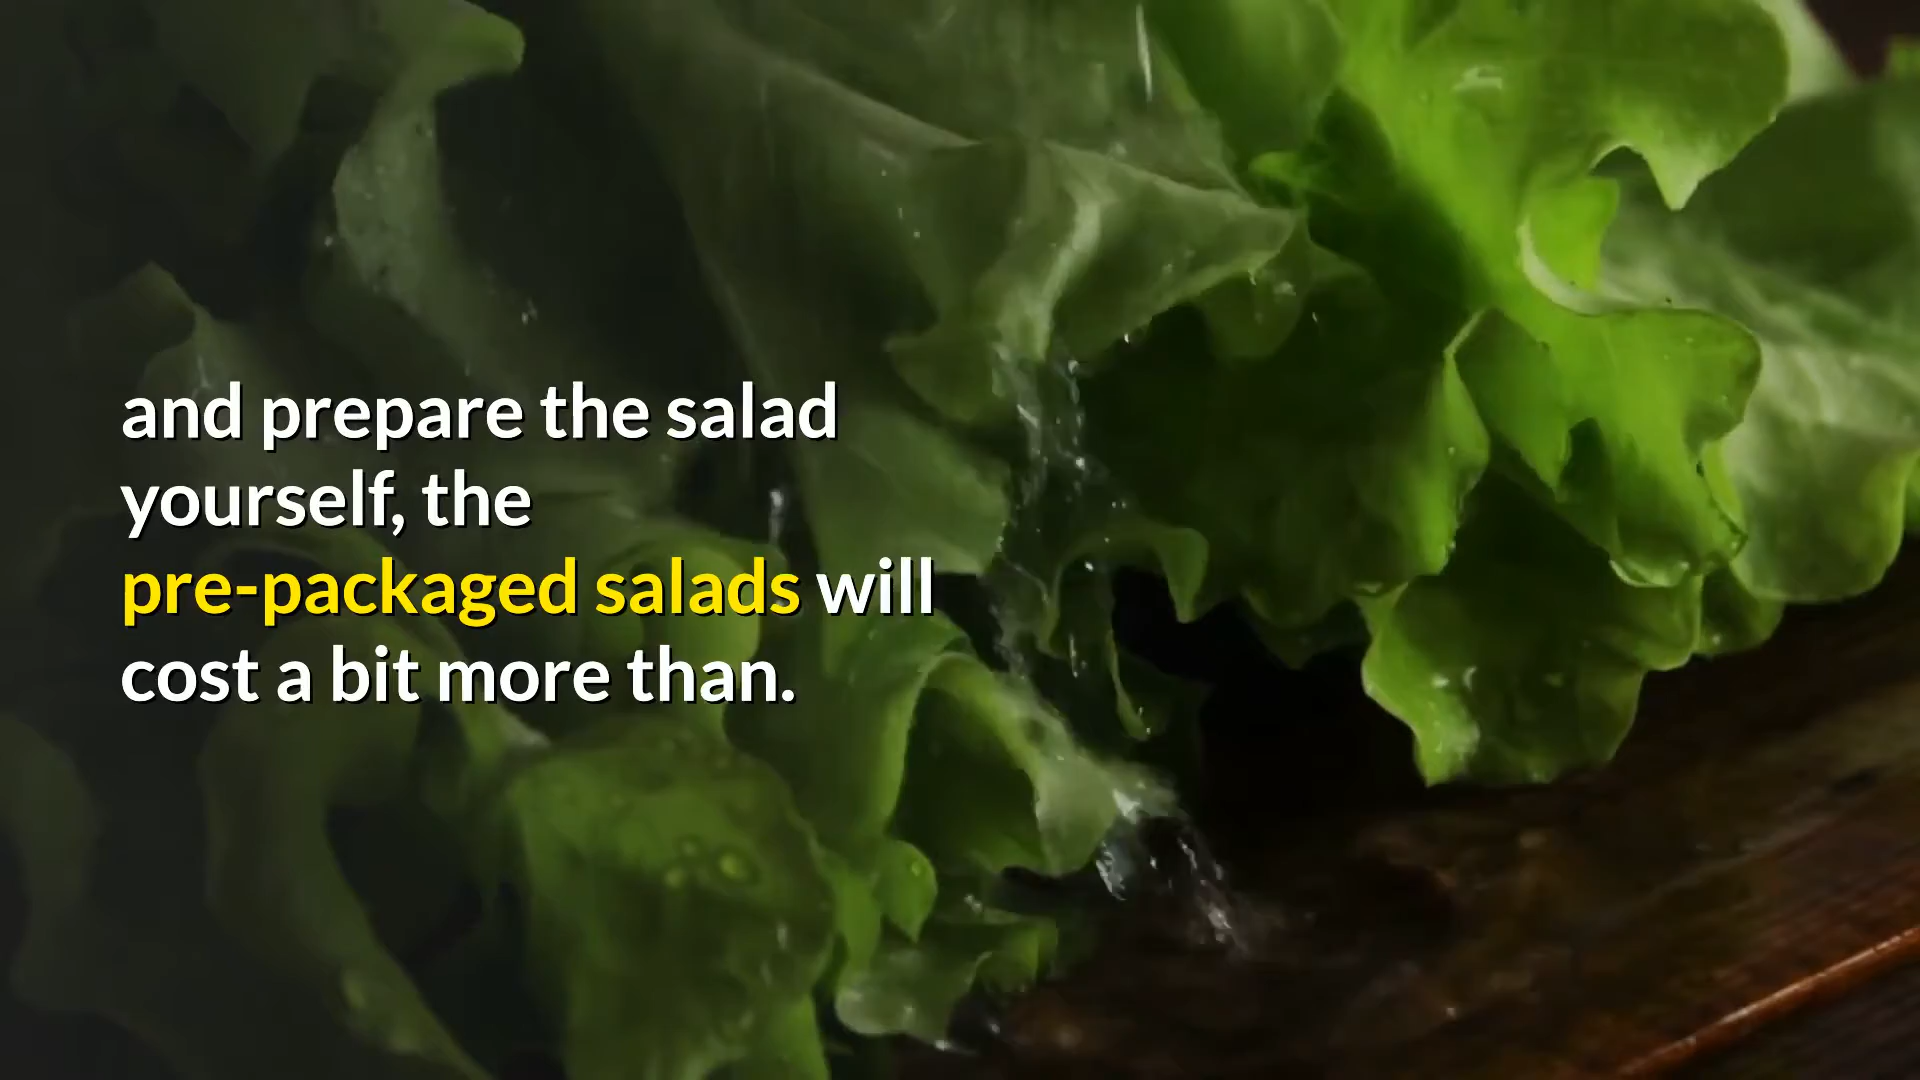 and prepare the salad
yourself, the
pre-packaged salads will
cost a bit more than.